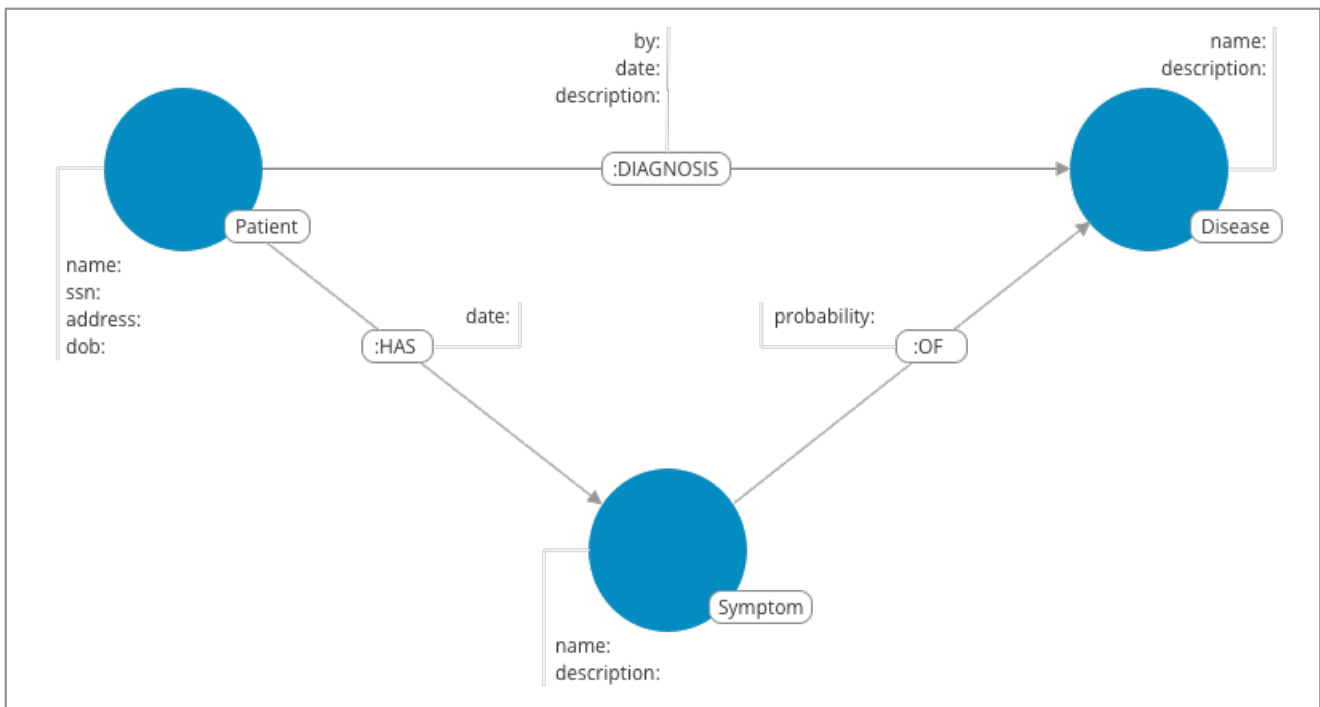 by:
date:
description:
name:
description:
:DIAGNOSIS
Patient
Disease
name:
ssn:
address:
dob:
date:
:HAS
probability:
:OF
Symptom
name:
description: